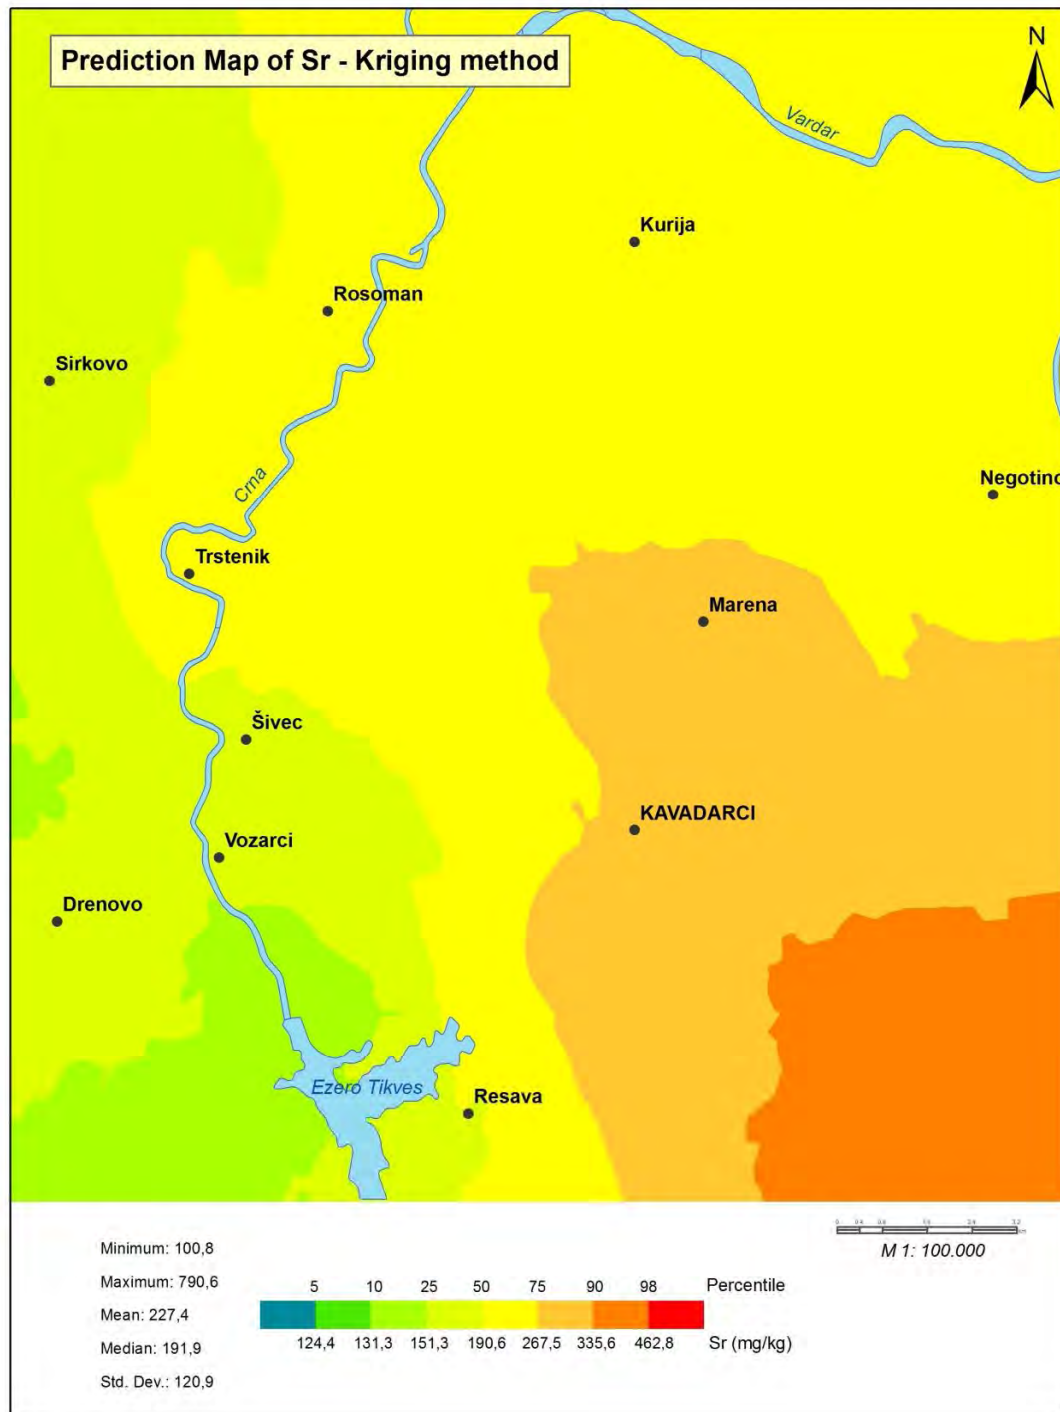 Prediction Map of Sr - Kriging method
N
Vardar
Kurija
Rosoman
Sirkovo
Crna
Negotino
Trstenik
Marena
Šivec
KAVADARCI
Vozarci
Drenovo
Ezero Tikves
Resava
M 1: 100.000
Minimum: 100,8
Maximum: 790,6
Mean: 227,4
Median: 191,9
Std. Dev.: 120,9
5 10 25 50 75 90 98 Percentile
124,4 131,3 151,3 190,6 267,5 335,6 462,8 Sr (mg/kg)